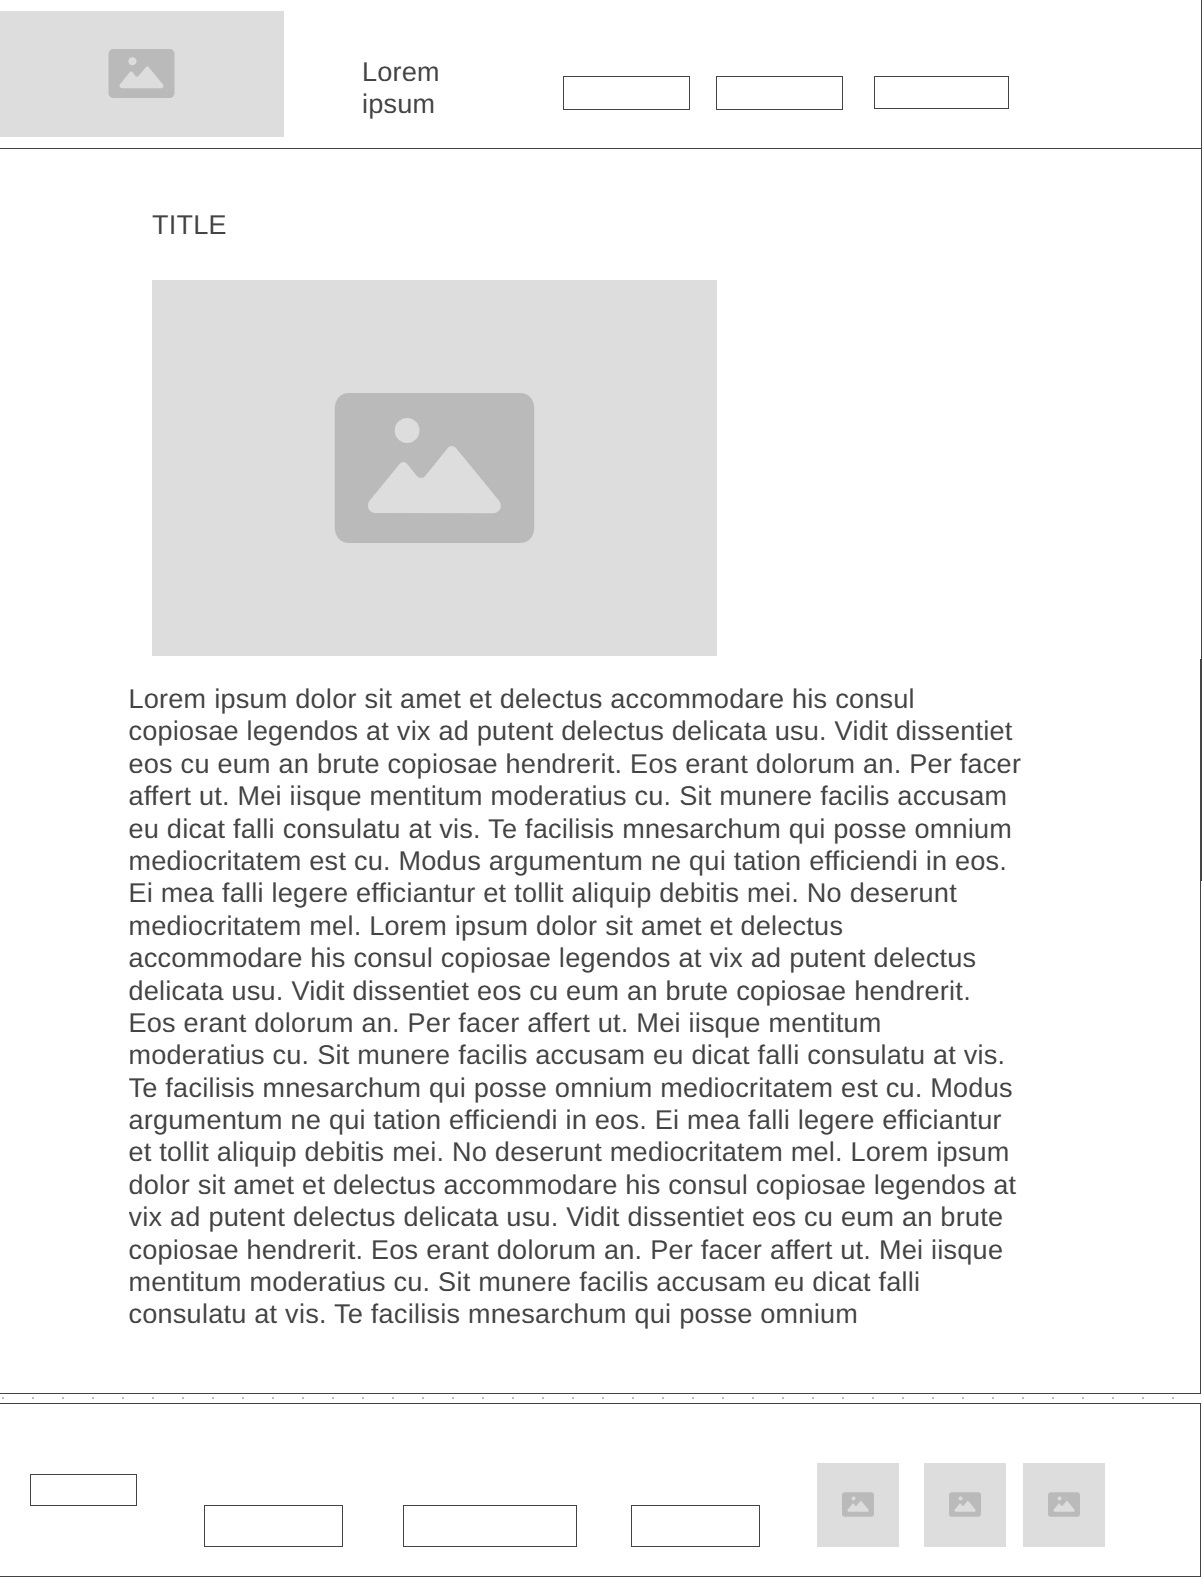 Lorem
ipsum
TITLE
Lorem ipsum dolor sit amet et delectus accommodare his consul
copiosae legendos at vix ad putent delectus delicata usu. Vidit dissentiet
eos cu eum an brute copiosae hendrerit. Eos erant dolorum an. Per facer
affert ut. Mei iisque mentitum moderatius cu. Sit munere facilis accusam
eu dicat falli consulatu at vis. Te facilisis mnesarchum qui posse omnium
mediocritatem est cu. Modus argumentum ne qui tation efficiendi in eos.
Ei mea falli legere efficiantur et tollit aliquip debitis mei. No deserunt
mediocritatem mel. Lorem ipsum dolor sit amet et delectus
accommodare his consul copiosae legendos at vix ad putent delectus
delicata usu. Vidit dissentiet eos cu eum an brute copiosae hendrerit.
Eos erant dolorum an. Per facer affert ut. Mei iisque mentitum
moderatius cu. Sit munere facilis accusam eu dicat falli consulatu at vis.
Te facilisis mnesarchum qui posse omnium mediocritatem est cu. Modus
argumentum ne qui tation efficiendi in eos. Ei mea falli legere efficiantur
et tollit aliquip debitis mei. No deserunt mediocritatem mel. Lorem ipsum
dolor sit amet et delectus accommodare his consul copiosae legendos at
vix ad putent delectus delicata usu. Vidit dissentiet eos cu eum an brute
copiosae hendrerit. Eos erant dolorum an. Per facer affert ut. Mei iisque
mentitum moderatius cu. Sit munere facilis accusam eu dicat falli
consulatu at vis. Te facilisis mnesarchum qui posse omnium